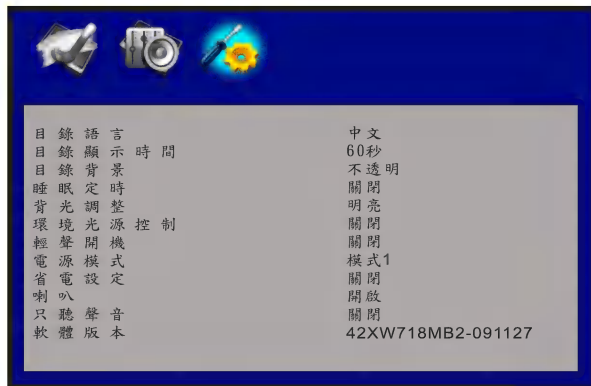 目錄語言 中文
目錄顯示時間 60秒
目錄背景 不透明
睡眠定時 關閉
背光調整 明亮
環境光源控制 關閉
輕聲開機 關閉
電源模式 模式1
省電設定 關閉
喇叭 開啟
只聽聲音 關閉
軟體版本 42XW718MB2-091127